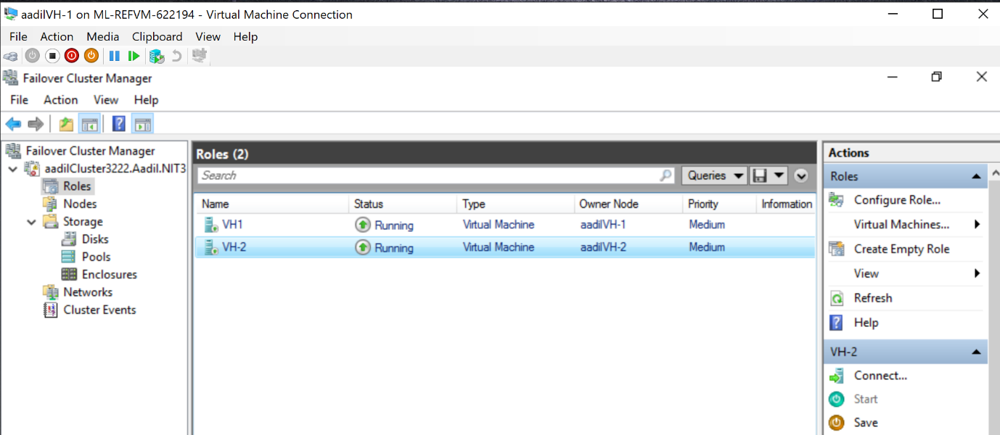 aadilVH-1 on ML-REFVM-622194 - Virtual Machine Connection
File Action Media Clipboard View Help
Failover Cluster Manager
File Action View Help
Failover Cluster Manager
aadilCluster3222.Aadil.NIT3
Roles
Nodes
Storage
Disks
Pools
Enclosures
Networks
Cluster Events
Roles (2)
Search
Queries
Name Status Type Owner Node Priority Information
VH1 Running Virtual Machine aadilVH-1 Medium
VH-2 Running Virtual Machine aadilVH-2 Medium
Actions
Roles
Configure Role...
Virtual Machines...
Create Empty Role
View
Refresh
Help
VH-2
Connect...
Start
Save